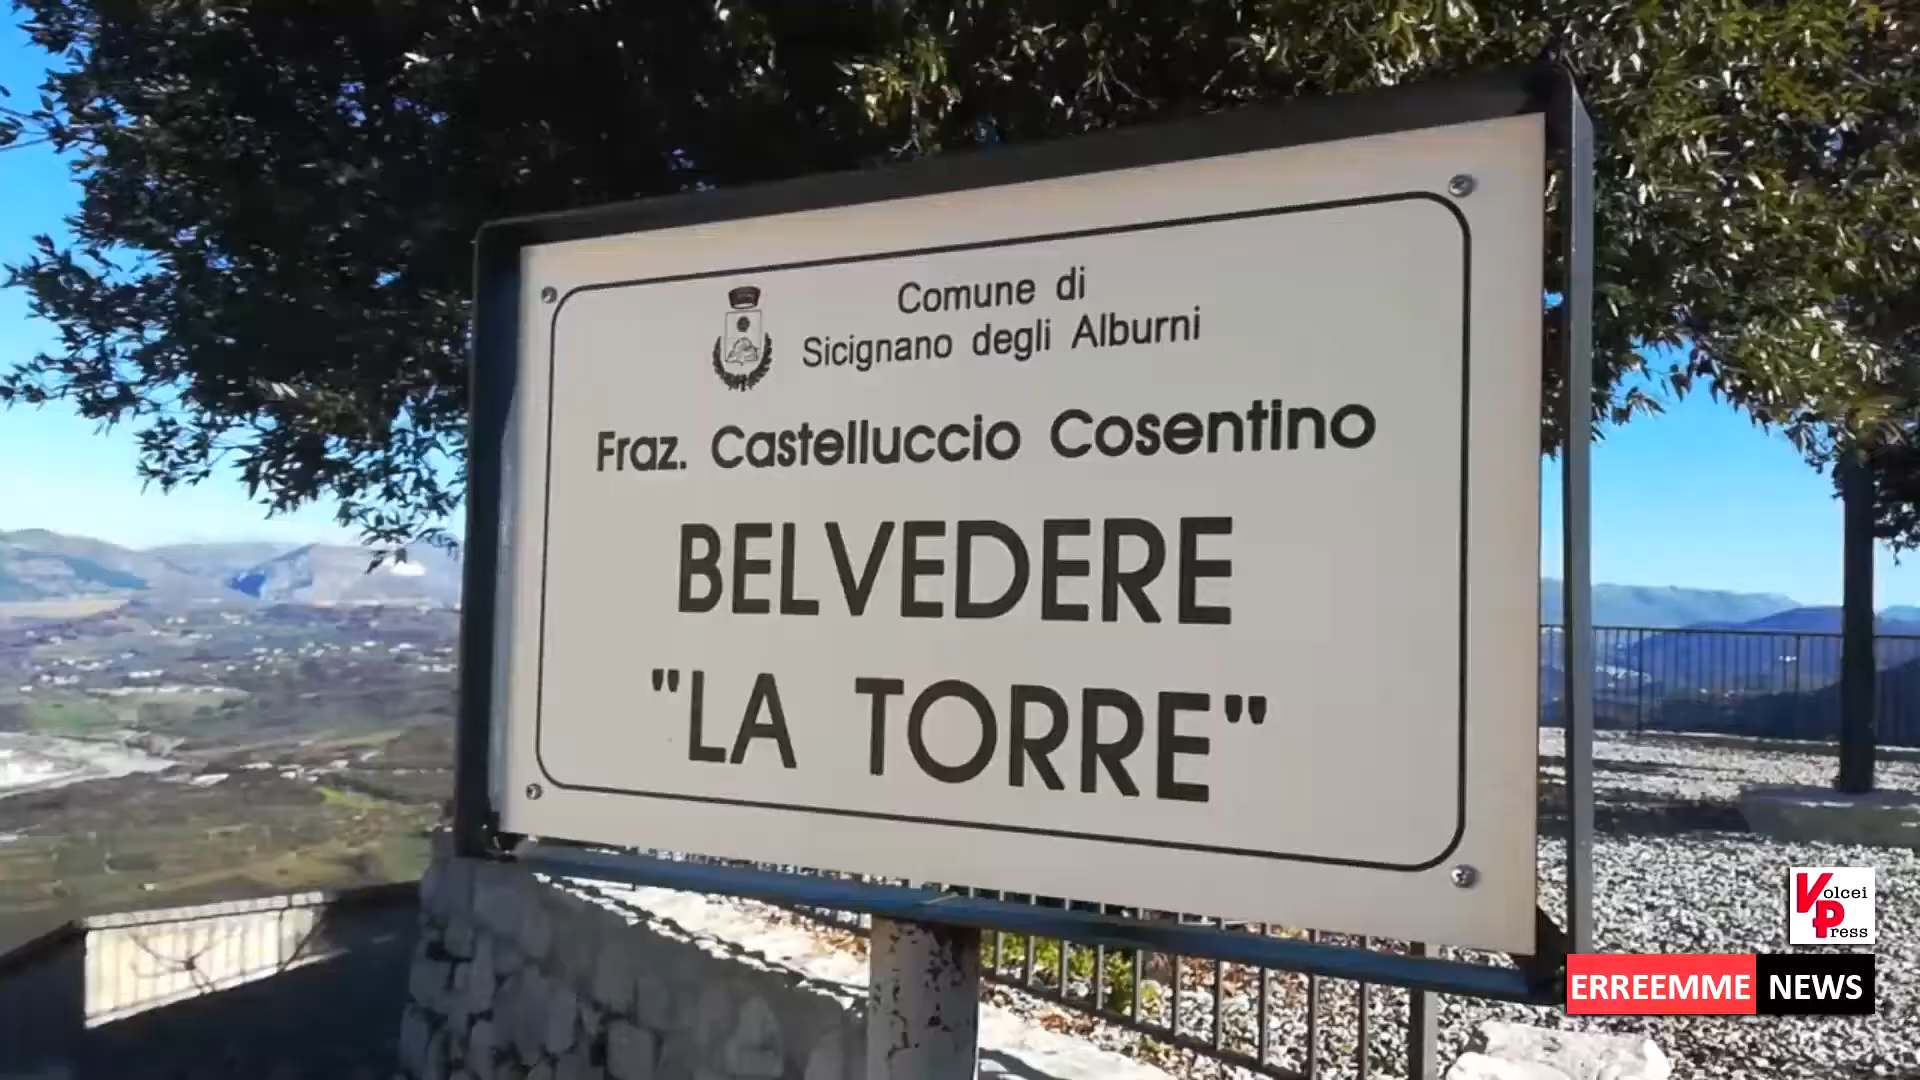 Comune di
Sicignano degli Alburni
Fraz. Castelluccio Cosentino
BELVEDERE
"LA TORRE"
Volcei
Press
ERREEMME NEWS